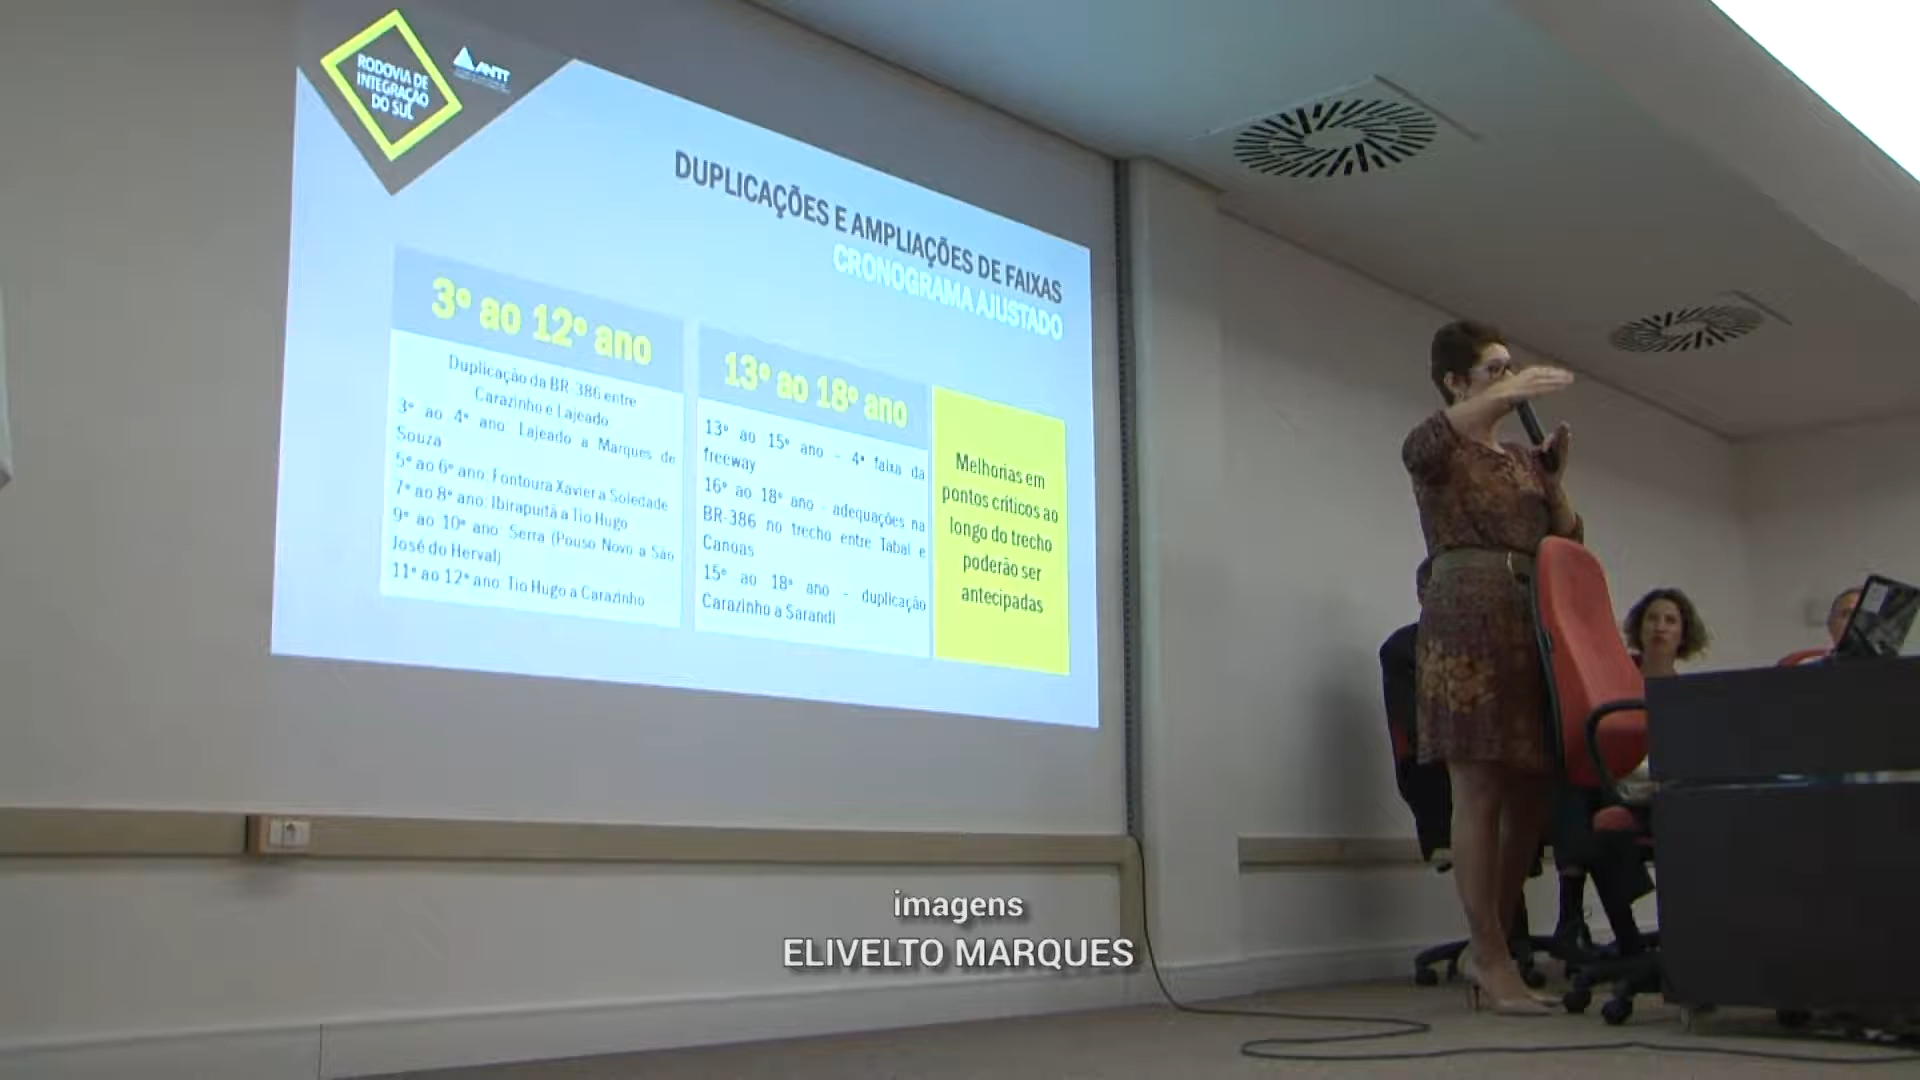 RODOVIA DE
INTEGRAÇÃO
DO SUL
ANTT
DUPLICAÇÕES E AMPLIAÇÕES DE FAIXAS
CRONOGRAMA AJUSTADO
3º ao 12º ano
Duplicação da BR-386 entre
Carazinho e Lajeado
3º ao 4º ano Lajeado a Marques de
Souza
5º ao 6º ano: Fontoura Xavier a Soledade
7º ao 8º ano: Ibirapuitã a Tio Hugo
9º ao 10º ano: Serra (Pouso Novo a São
José do Herval)
11º ao 12º ano: Tio Hugo a Carazinho
13º ao 18º ano
13º ao 15º ano - 4ª faixa da
freeway
16º ao 18º ano - adequações na
BR-386 no trecho entre Tabaí e
Canoas
15º ao 18º ano - duplicação
Carazinho a Sarandi
Melhorias em
pontos críticos ao
longo do trecho
poderão ser
antecipadas
imagens
ELIVELTO MARQUES